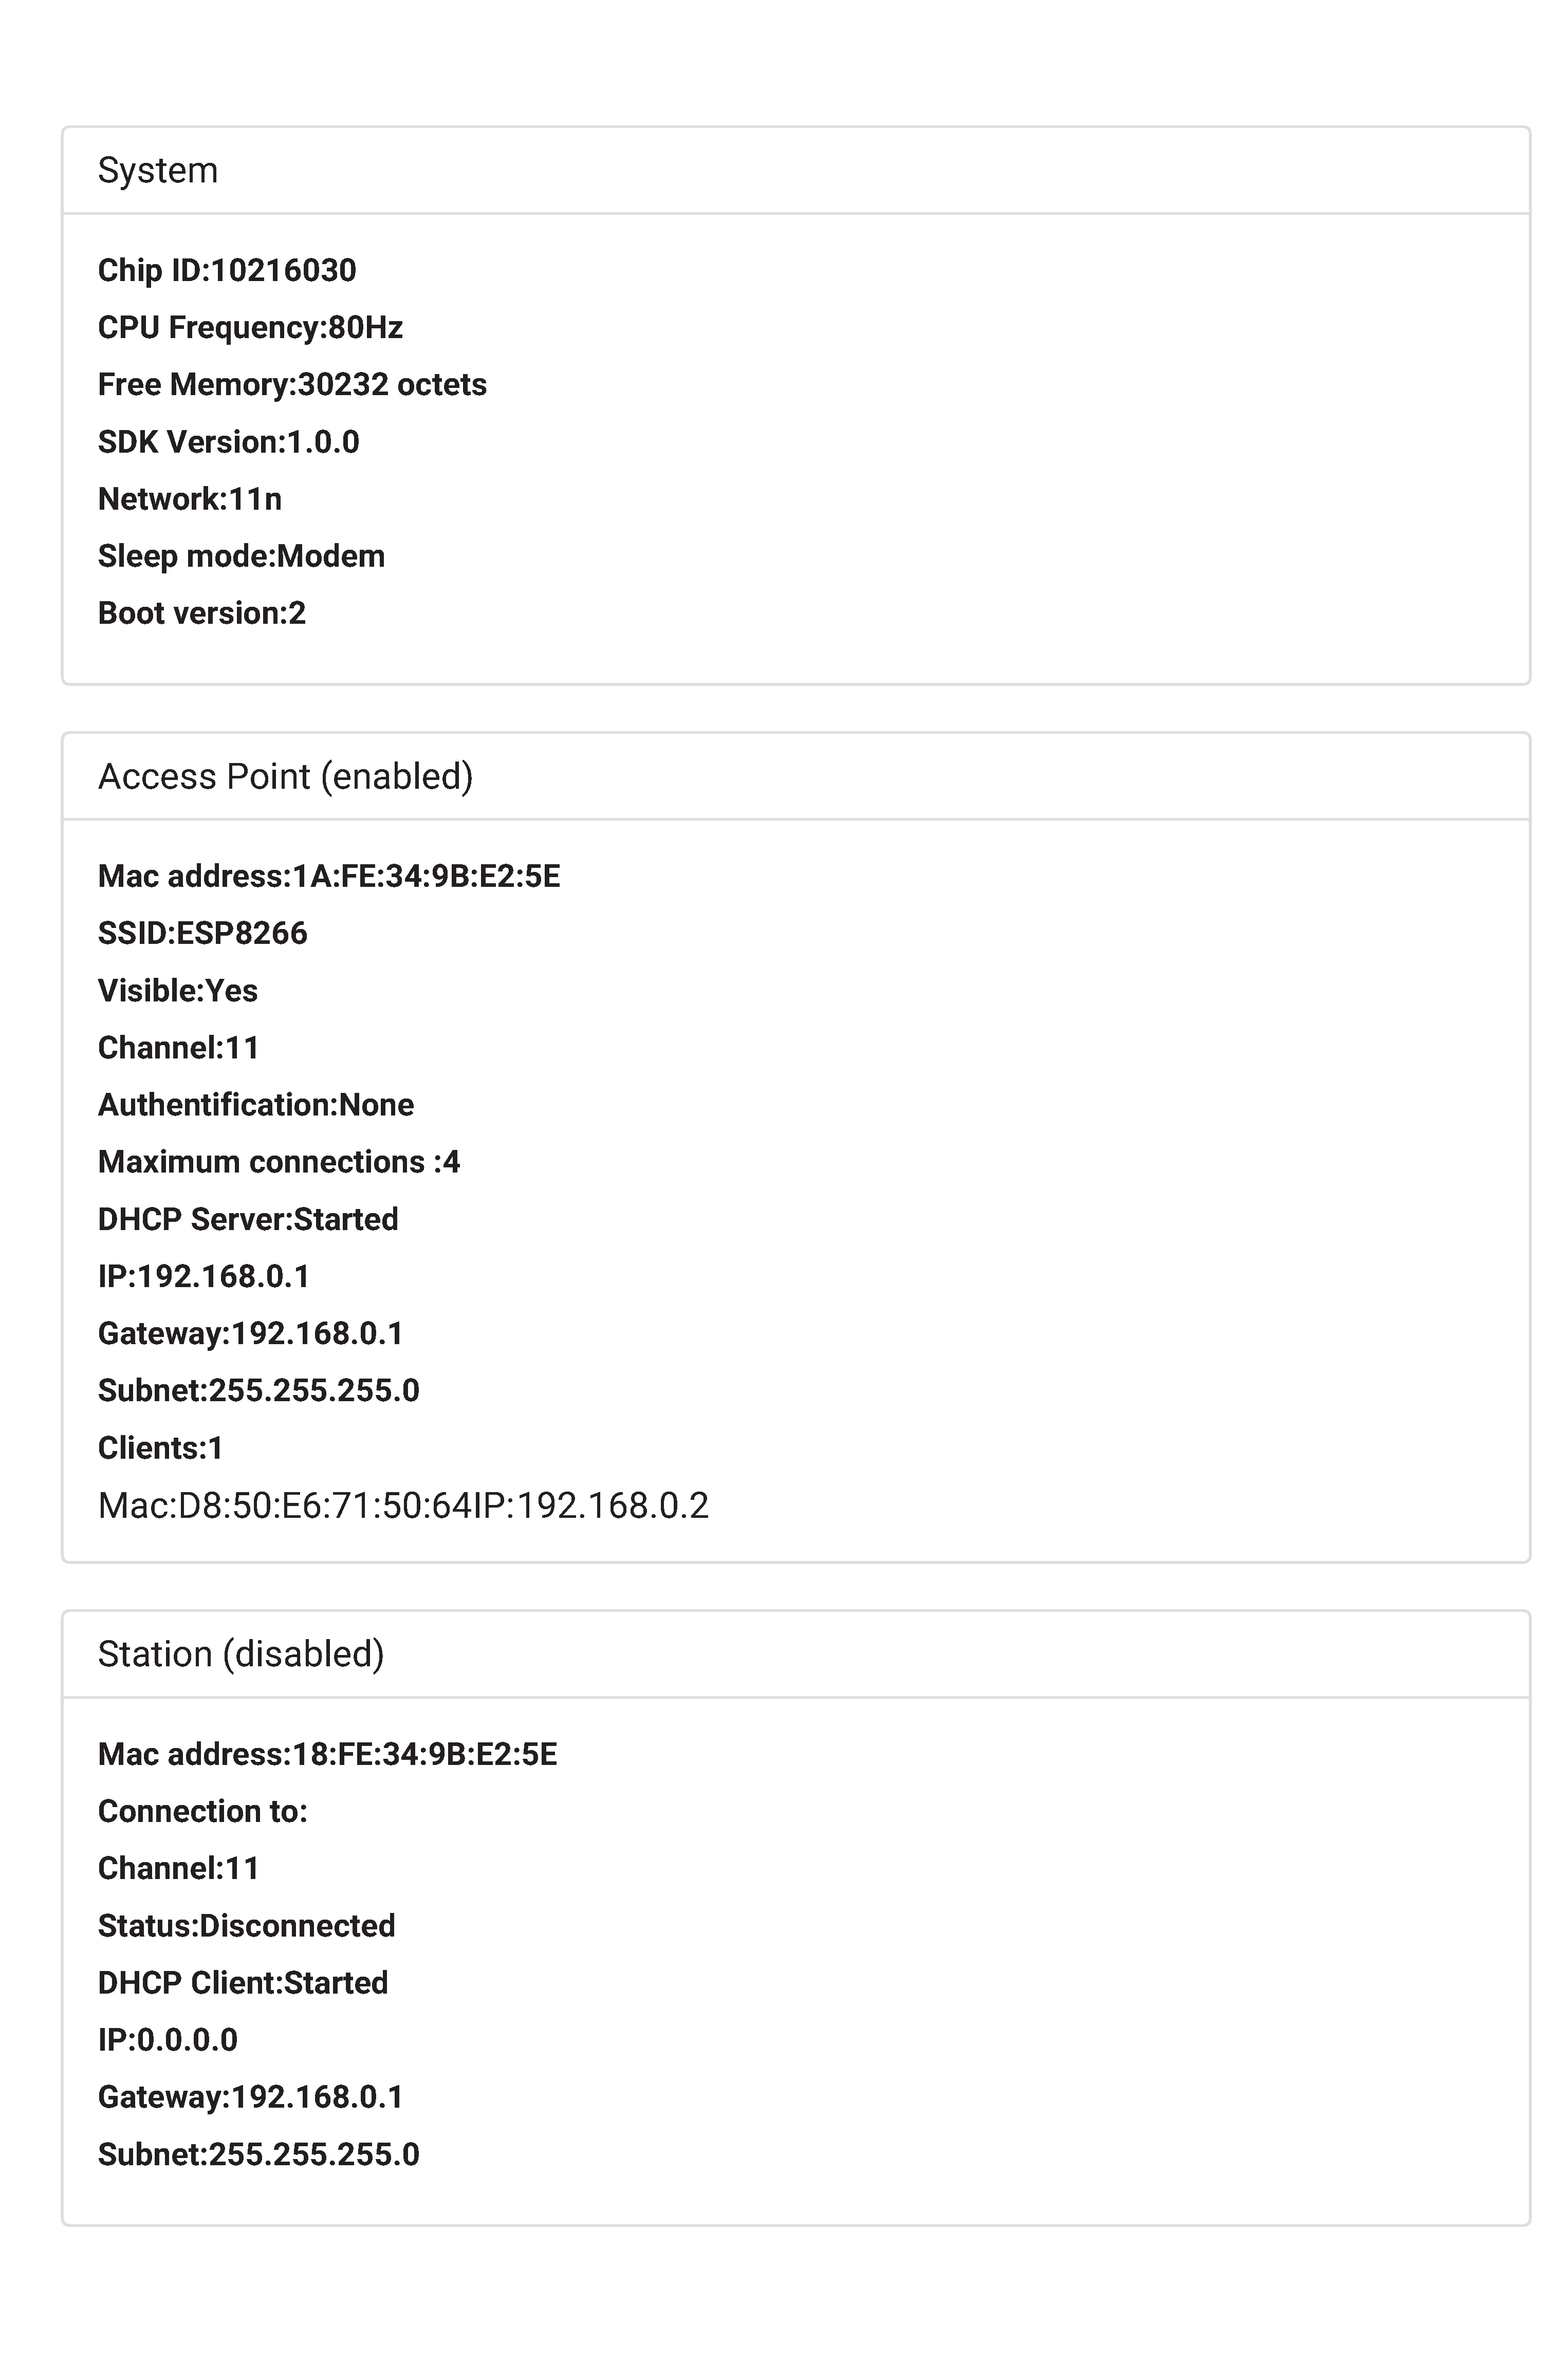 System
Chip ID:10216030
CPU Frequency:80Hz
Free Memory:30232 octets
SDK Version:1.0.0
Network:11n
Sleep mode:Modem
Boot version:2
Access Point (enabled)
Mac address:1A:FE:34:9B:E2:5E
SSID:ESP8266
Visible:Yes
Channel:11
Authentification:None
Maximum connections :4
DHCP Server:Started
IP:192.168.0.1
Gateway:192.168.0.1
Subnet:255.255.255.0
Clients:1
Mac:D8:50:E6:71:50:64IP:192.168.0.2
Station (disabled)
Mac address:18:FE:34:9B:E2:5E
Connection to:
Channel:11
Status:Disconnected
DHCP Client:Started
IP:0.0.0.0
Gateway:192.168.0.1
Subnet:255.255.255.0